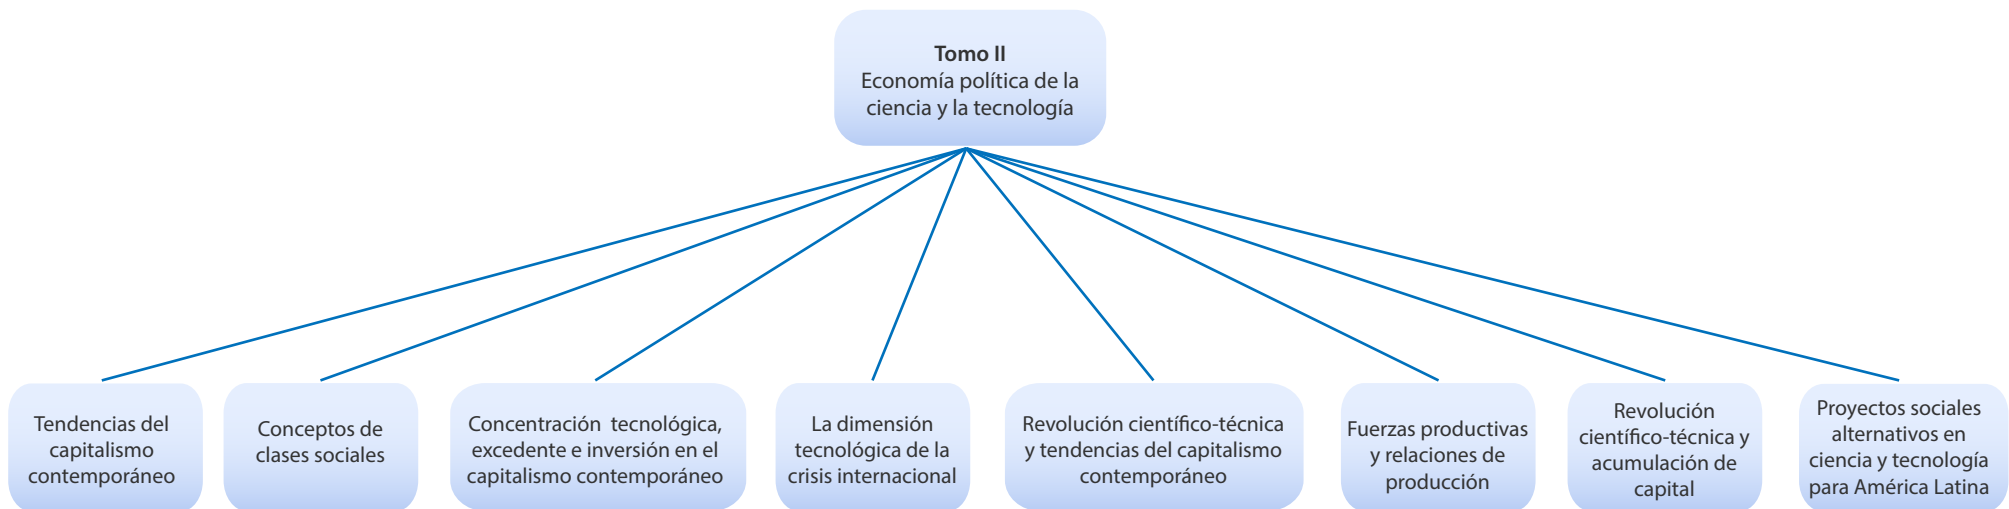 Tomo II
Economía política de la
ciencia y la tecnología
Tendencias del
capitalismo
contemporáneo
Conceptos de
clases sociales
Concentración tecnológica,
excedente e inversión en el
capitalismo contemporáneo
La dimensión
tecnológica de la
crisis internacional
Revolución científico-técnica
y tendencias del capitalismo
contemporáneo
Fuerzas productivas
y relaciones de
producción
Revolución
científico-técnica y
acumulación de
capital
Proyectos sociales
alternativos en
ciencia y tecnología
para América Latina